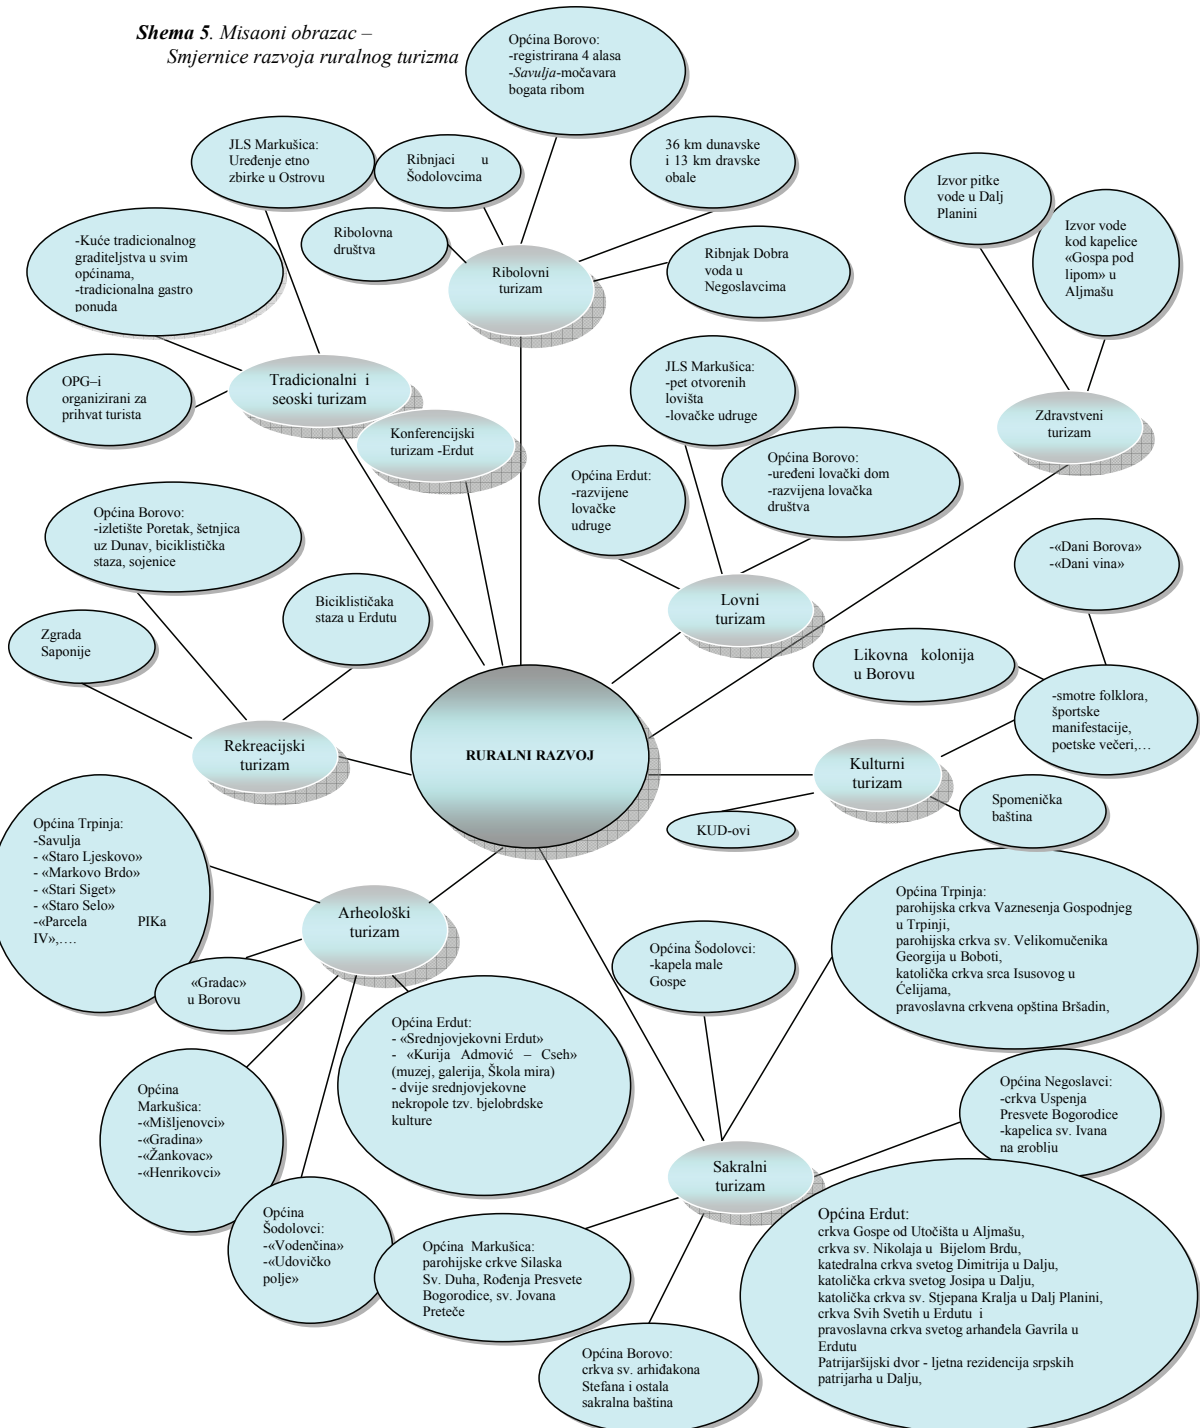 Shema 5. Misaoni obrazac –
Smjernice razvoja ruralnog turizma
Općina Borovo:
-registrirana 4 alasa
-Savulja-močavara
bogata ribom
JLS Markušica:
Uređenje etno
zbirke u Ostrovu
Ribnjaci u
Šodolovcima
36 km dunavske
i 13 km dravske
obale
Izvor pitke
vode u Dalj
Planini
Izvor vode
kod kapelice
«Gospa pod
lipom» u
Aljmašu
-Kuće tradicionalnog
graditeljstva u svim
općinama,
-tradicionalna gastro
ponuda
Ribolovna
društva
Ribolovni
turizam
Ribnjak Dobra
voda u
Negoslavcima
OPG–i
organizirani za
prihvat turista
Tradicionalni i
seoski turizam
Konferencijski
turizam -Erdut
JLS Markušica:
-pet otvorenih
lovišta
-lovačke udruge
Zdravstveni
turizam
Općina Erdut:
-razvijene
lovačke
udruge
Općina Borovo:
-uređeni lovački dom
-razvijena lovačka
društva
Općina Borovo:
-izletište Poretak, šetnjica
uz Dunav, biciklistička
staza, sojenice
Biciklističaka
staza u Erdutu
Lovni
turizam
-«Dani Borova»
-«Dani vina»
Zgrada
Saponije
Likovna kolonija
u Borovu
-smotre folklora,
športske
manifestacije,
poetske večeri,…
Rekreacijski
turizam
RURALNI RAZVOJ
Kulturni
turizam
KUD-ovi
Spomenička
baština
Općina Trpinja:
-Savulja
- «Staro Ljeskovo»
- «Markovo Brdo»
- «Stari Siget»
- «Staro Selo»
-«Parcela PIKa
IV»,….
Arheološki
turizam
«Gradac»
u Borovu
Općina Šodolovci:
-kapela male
Gospe
Općina Trpinja:
parohijska crkva Vaznesenja Gospodnjeg
u Trpinji,
parohijska crkva sv. Velikomučenika
Georgija u Boboti,
katolička crkva srca Isusovog u
Ćelijama,
pravoslavna crkvena opština Bršadin,
Općina Erdut:
- «Srednjovjekovni Erdut»
- «Kurija Admović – Cseh»
(muzej, galerija, Škola mira)
- dvije srednjovjekovne
nekropole tzv. bjelobrdske
kulture
Općina
Markušica:
-«Mišljenovci»
-«Gradina»
-«Žankovac»
-«Henrikovci»
Općina Negoslavci:
-crkva Uspenja
Presvete Bogorodice
-kapelica sv. Ivana
na groblju
Sakralni
turizam
Općina
Šodolovci:
-«Vodenčina»
-«Udovičko
polje»
Općina Markušica:
parohijske crkve Silaska
Sv. Duha, Rođenja Presvete
Bogorodice, sv. Jovana
Preteče
Općina Erdut:
crkva Gospe od Utočišta u Aljmašu,
crkva sv. Nikolaja u Bijelom Brdu,
katedralna crkva svetog Dimitrija u Dalju,
katolička crkva svetog Josipa u Dalju,
katolička crkva sv. Stjepana Kralja u Dalj Planini,
crkva Svih Svetih u Erdutu i
pravoslavna crkva svetog arhanđela Gavrila u
Erdutu
Patrijaršijski dvor - ljetna rezidencija srpskih
patrijarha u Dalju,
Općina Borovo:
crkva sv. arhiđakona
Stefana i ostala
sakralna baština